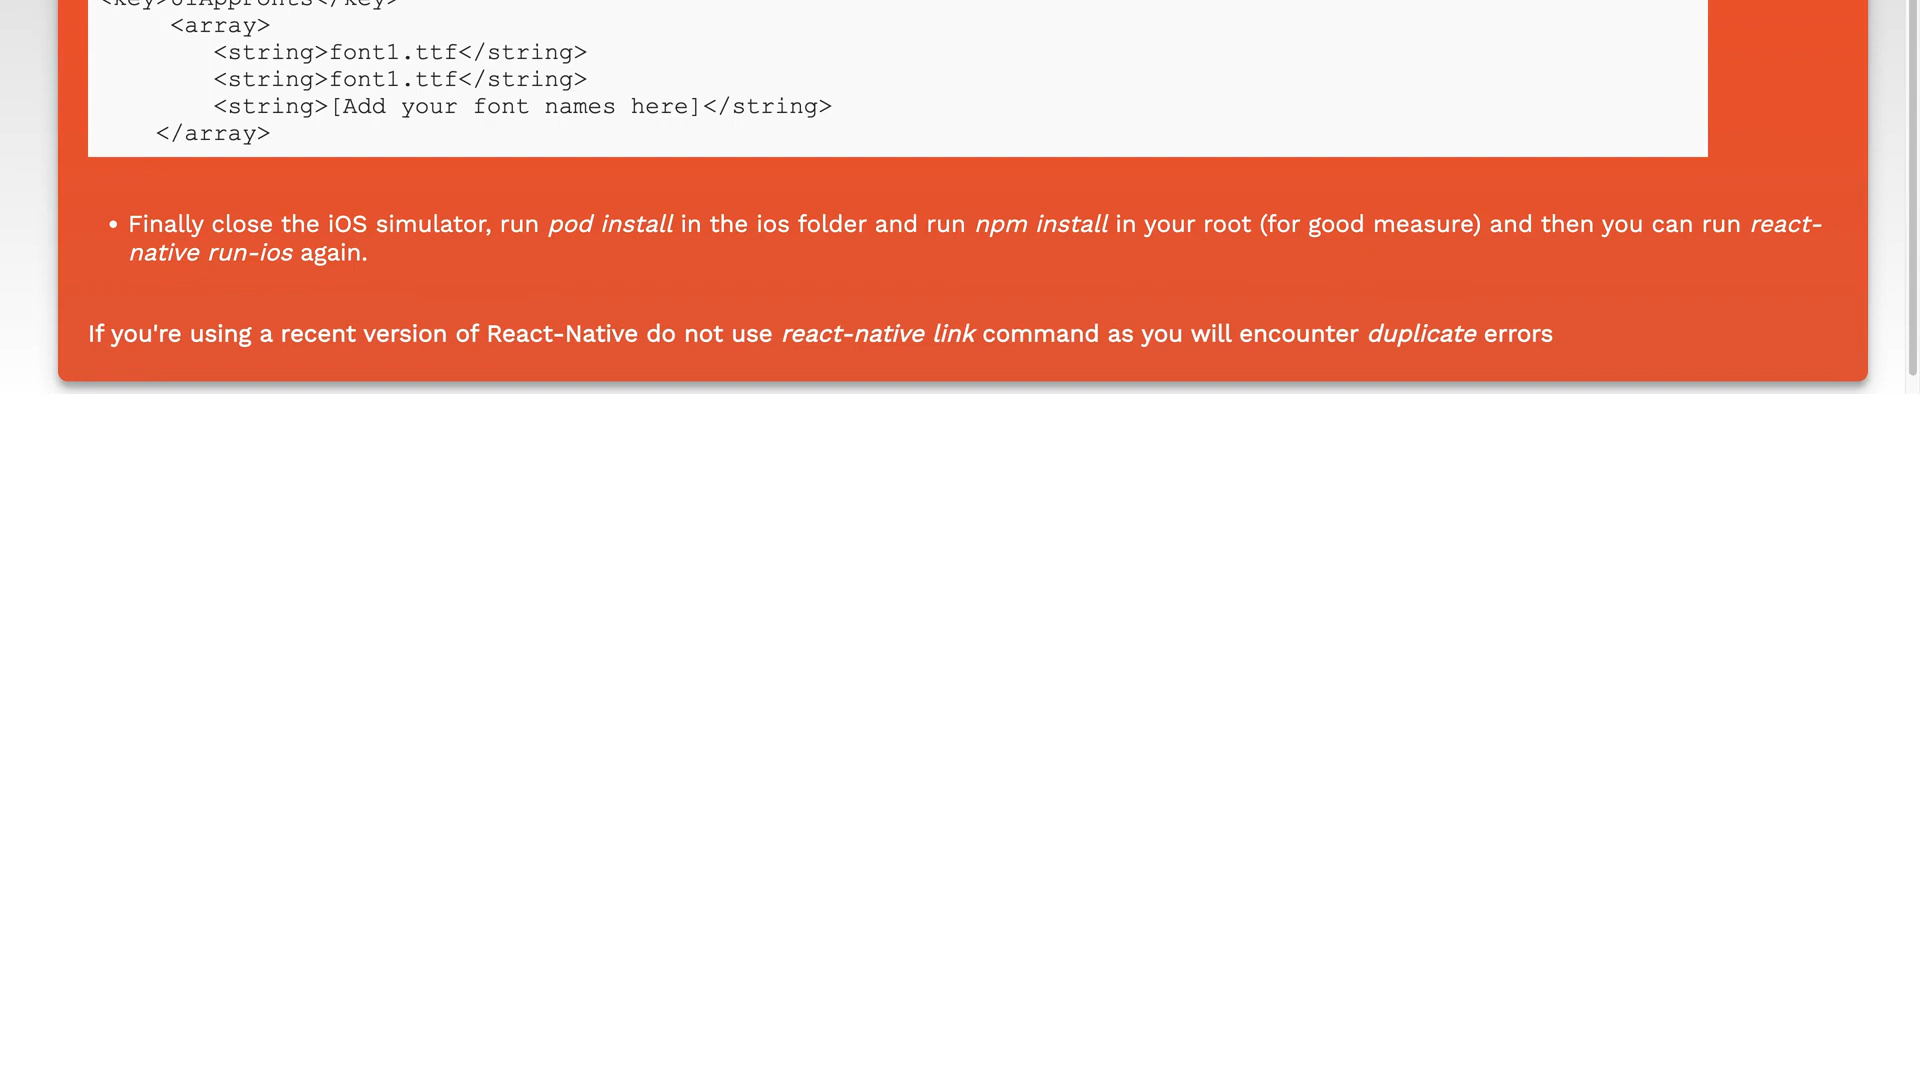 <key>UIAppFonts</key>
<array>
<string>font1.ttf</string>
<string>font1.ttf</string>
<string>[Add your font names here]</string>
</array>
• Finally close the iOS simulator, run pod install in the ios folder and run npm install in your root (for good measure) and then you can run react-
native run-ios again.
If you're using a recent version of React-Native do not use react-native link command as you will encounter duplicate errors